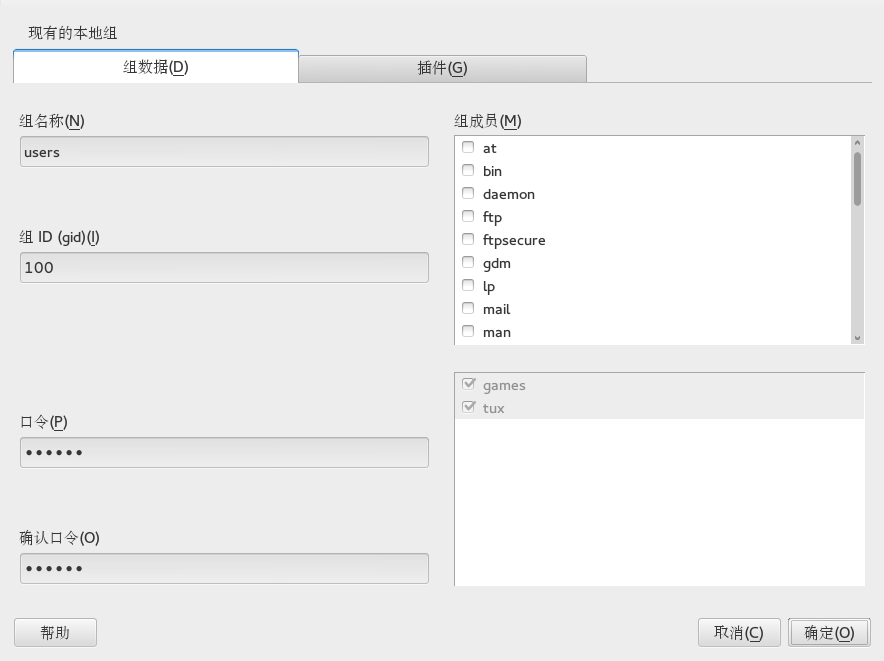 现有的本地组
组数据(D)
插件(G)
组名称(N)
users
组 ID (gid)(I)
100
口令(P)
••••••
确认口令(O)
••••••
组成员(M)
at
bin
daemon
ftp
ftpsecure
gdm
lp
mail
man
games
tux
帮助
取消(C)
确定(O)